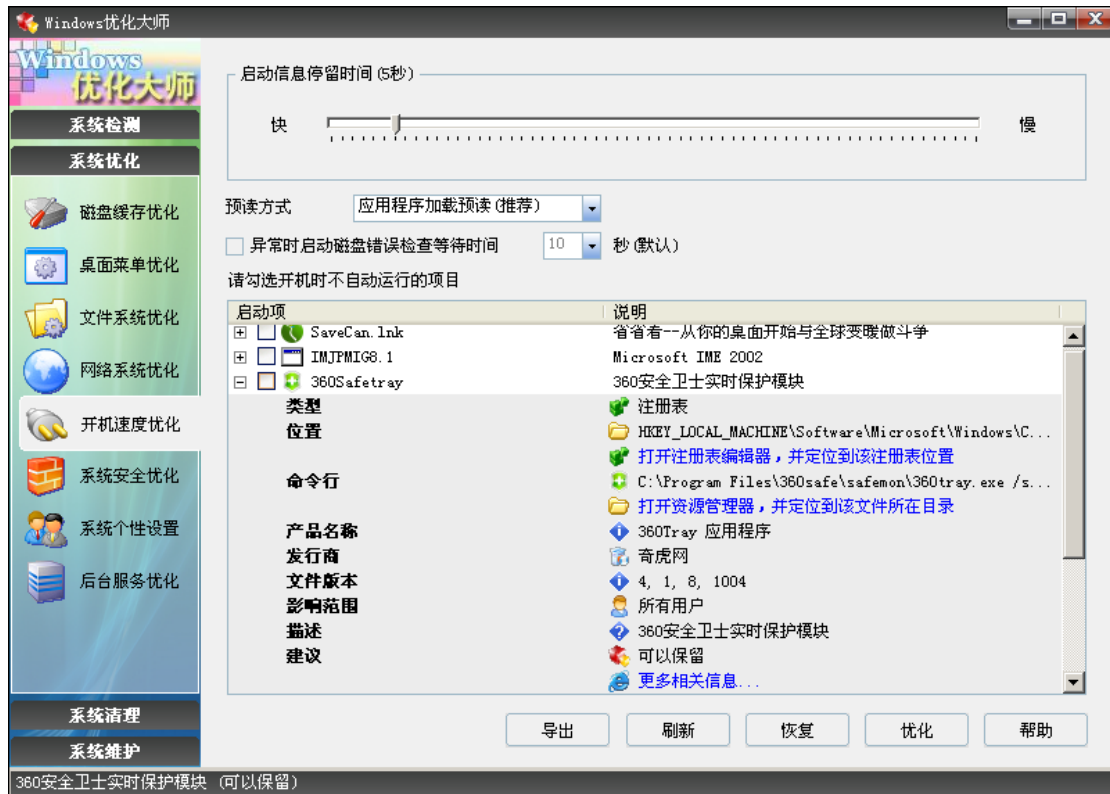 Windows优化大师
Windows
优化大师
系统检测
系统优化
磁盘缓存优化
桌面菜单优化
文件系统优化
网络系统优化
开机速度优化
系统安全优化
系统个性设置
后台服务优化
系统清理
系统维护
启动信息停留时间(5秒)
快 慢
预读方式 应用程序加载预读(推荐)
异常时启动磁盘错误检查等待时间 10 秒(默认)
请勾选开机时不自动运行的项目
启动项 说明
SaveCan.lnk 省省看--从你的桌面开始与全球变暖做斗争
IMJPMIG8.1 Microsoft IME 2002
360Safetray 360安全卫士实时保护模块
类型 注册表
位置 HKEY_LOCAL_MACHINE\Software\Microsoft\Windows\C...
打开注册表编辑器，并定位到该注册表位置
命令行 C:\Program Files\360safe\safemon\360tray.exe /s...
打开资源管理器，并定位到该文件所在目录
产品名称 360Tray 应用程序
发行商 奇虎网
文件版本 4, 1, 8, 1004
影响范围 所有用户
描述 360安全卫士实时保护模块
建议 可以保留
更多相关信息...
导出 刷新 恢复 优化 帮助
360安全卫士实时保护模块 (可以保留)